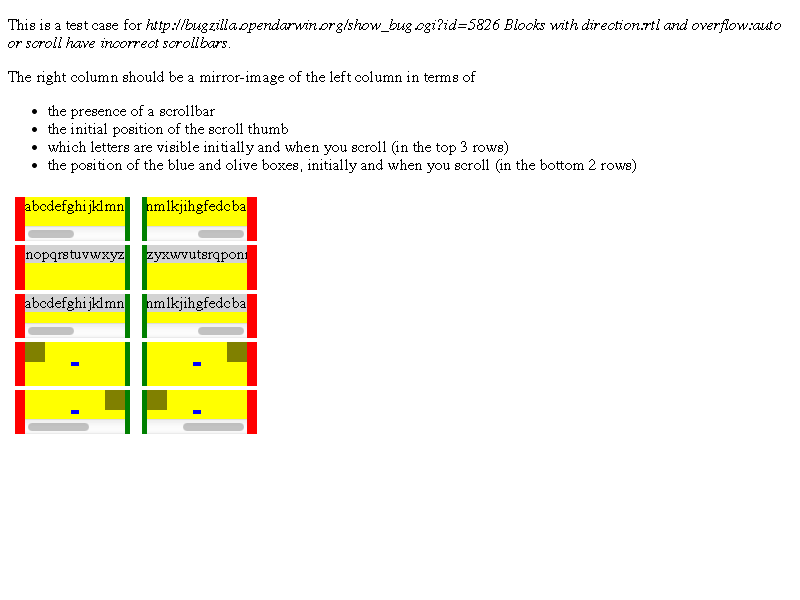 This is a test case for http://bugzilla.opendarwin.org/show_bug.cgi?id=5826 Blocks with direction:rtl and overflow:auto
or scroll have incorrect scrollbars.
The right column should be a mirror-image of the left column in terms of
• the presence of a scrollbar
• the initial position of the scroll thumb
• which letters are visible initially and when you scroll (in the top 3 rows)
• the position of the blue and olive boxes, initially and when you scroll (in the bottom 2 rows)
abcdefghijklmn nmlkjihgfedcba
nopqrstuvwxyz zyxwvutsrqpon
abcdefghijklmn nmlkjihgfedcba